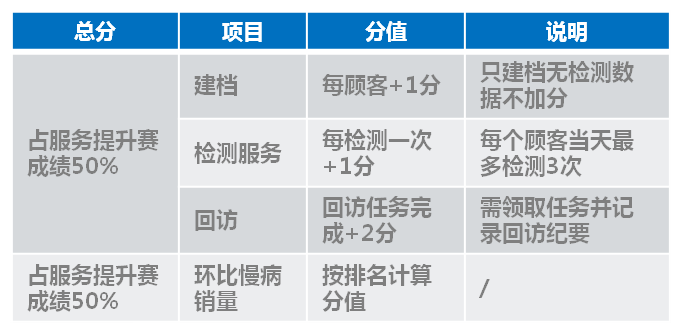 总分 项目 分值 说明
建档 每顾客+1分 只建档无检测数
据不加分
占服务提升赛
成绩50%
检测服务 每检测一次
+1分
每个顾客当天最
多检测3次
回访 回访任务完
成+2分
需领取任务并记
录回访纪要
占服务提升赛
成绩50%
环比慢病
销量
按排名计算
分值
/